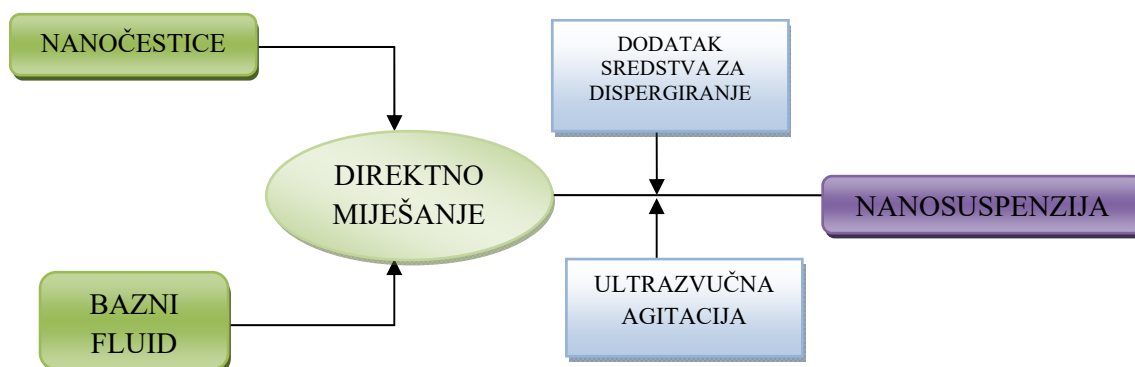 NANOČESTICE
DODATAK
SREDSTVA ZA
DISPERGIRANJE
DIREKTNO
MIJEŠANJE
NANOSUSPENZIJA
BAZNI
FLUID
ULTRAZVUČNA
AGITACIJA